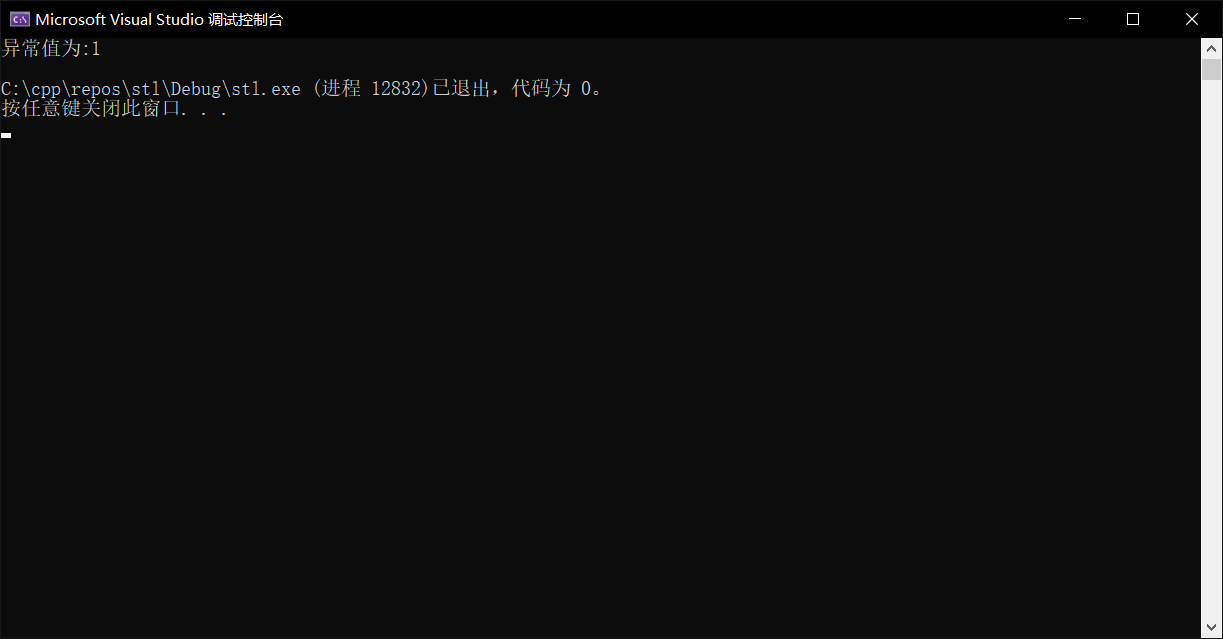 Microsoft Visual Studio 调试控制台
异常值为:1
C:\cpp\repos\stl\Debug\stl.exe (进程 12832)已退出，代码为 0。
按任意键关闭此窗口. . .